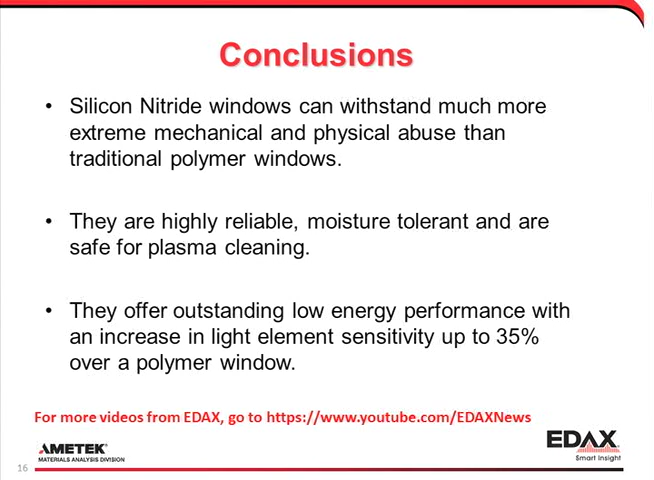 Conclusions
• Silicon Nitride windows can withstand much more
extreme mechanical and physical abuse than
traditional polymer windows.
• They are highly reliable, moisture tolerant and are
safe for plasma cleaning.
• They offer outstanding low energy performance with
an increase in light element sensitivity up to 35%
over a polymer window.
For more videos from EDAX, go to https://www.youtube.com/EDAXNews
AMETEK®
MATERIALS ANALYSIS DIVISION
EDAX
Smart Insight
16